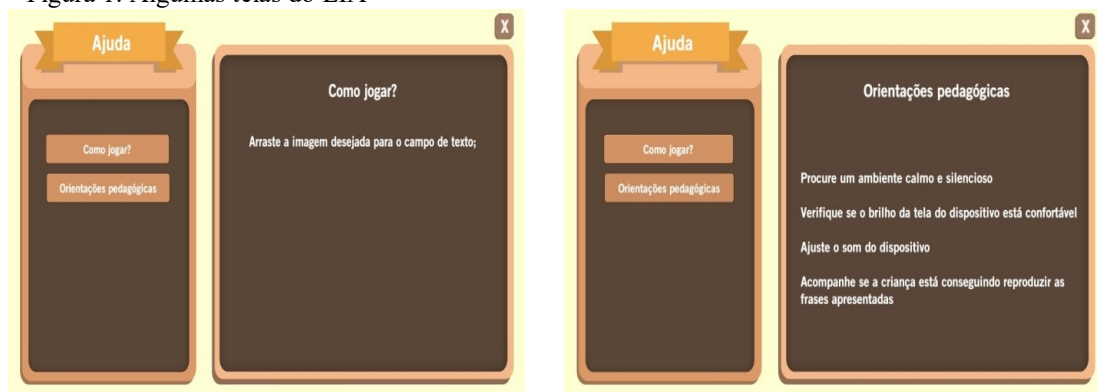 Figura 1: Algumas telas do LIA
Ajuda
Como jogar?
Orientações pedagógicas
X
Como jogar?
Arraste a imagem desejada para o campo de texto;
Ajuda
Como jogar?
Orientações pedagógicas
X
Orientações pedagógicas
Procure um ambiente calmo e silencioso
Verifique se o brilho da tela do dispositivo está confortável
Ajuste o som do dispositivo
Acompanhe se a criança está conseguindo reproduzir as
frases apresentadas